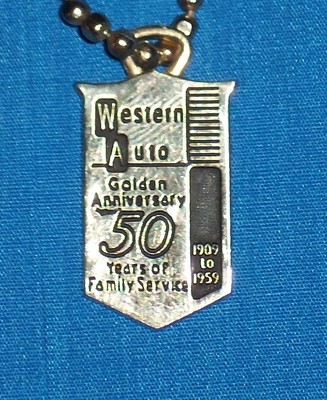 Western
Auto
Golden
Anniversary
50
Years of
Family Service
1909
to
1959